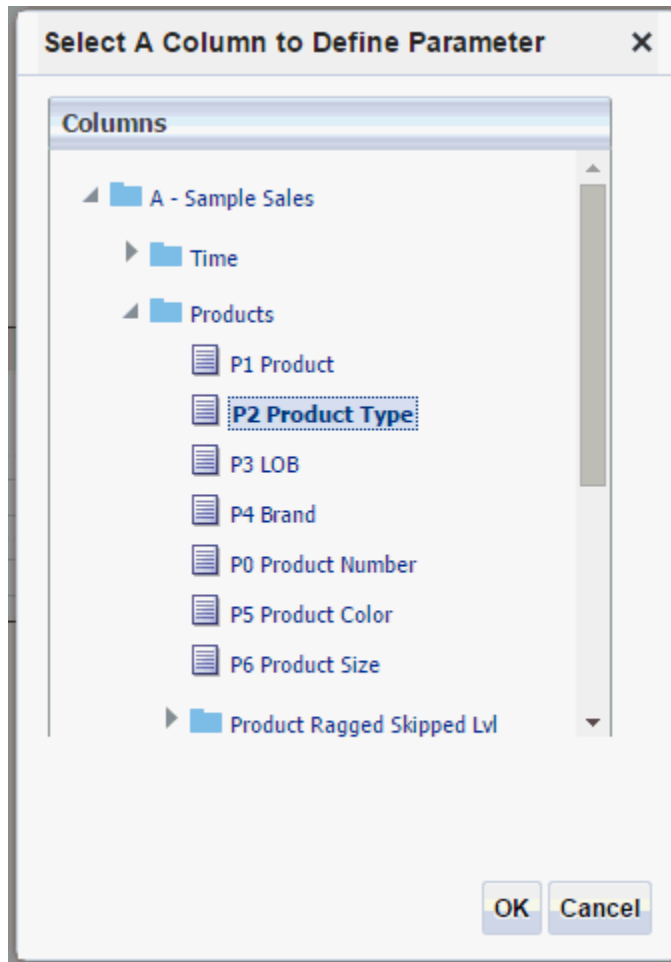 Select A Column to Define Parameter
Columns
A - Sample Sales
Time
Products
P1 Product
P2 Product Type
P3 LOB
P4 Brand
P0 Product Number
P5 Product Color
P6 Product Size
Product Ragged Skipped Lvl
OK Cancel